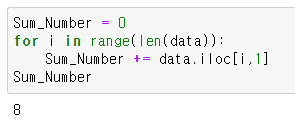 Sum_Number = 0
for i in range(len(data)):
    Sum_Number += data.iloc[i,1]
Sum_Number
8